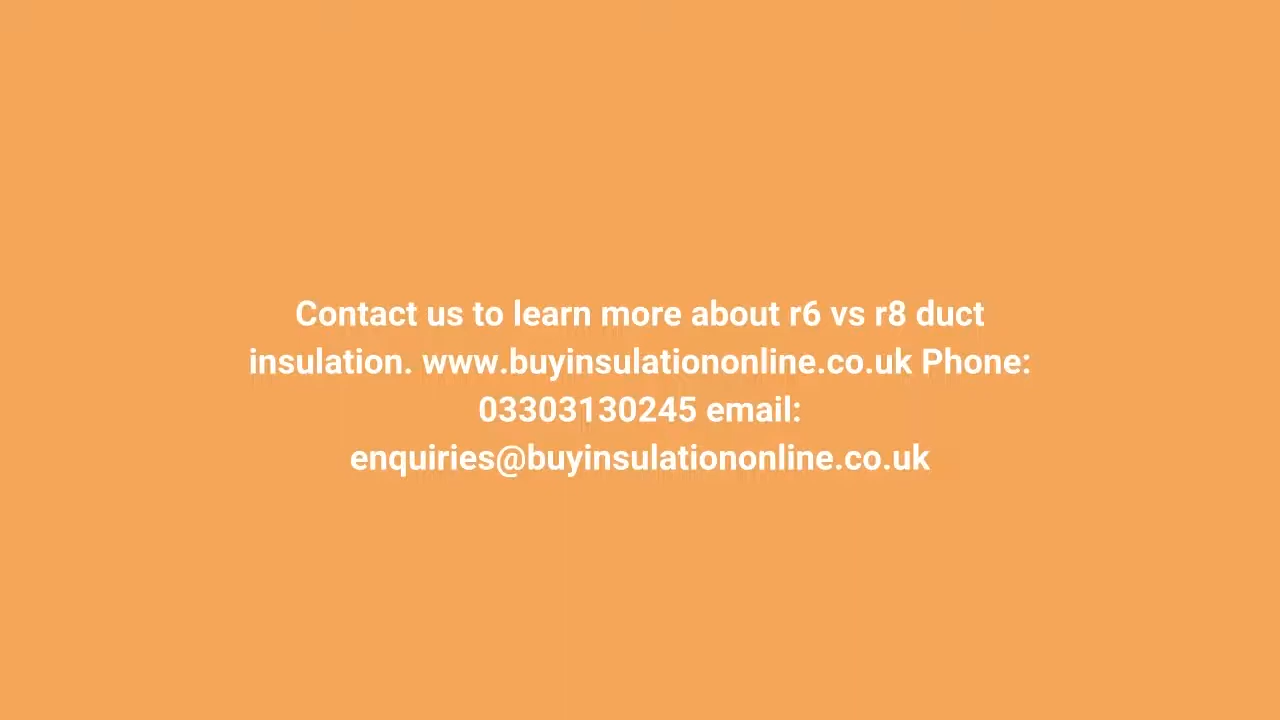 Contact us to learn more about r6 vs r8 duct
insulation. www.buyinsulationonline.co.uk Phone:
03303130245 email:
enquiries@buyinsulationonline.co.uk